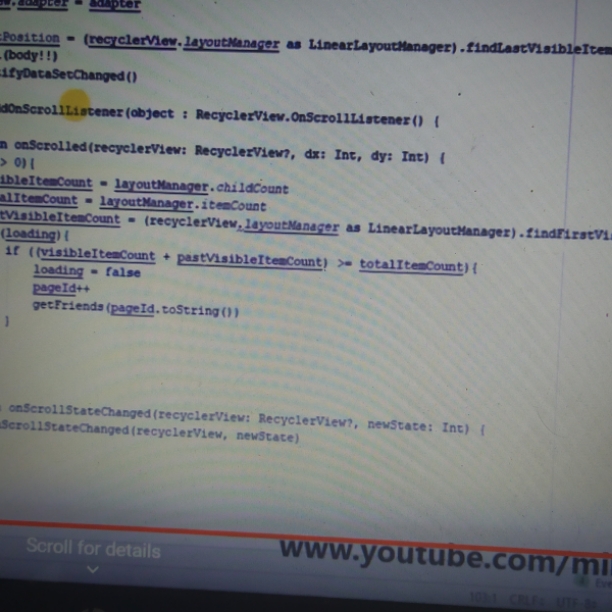 .adapter = adapter
Position = (recyclerView.layoutManager as LinearLayoutManager).findLastVisibleItem
.(body!!)
ifyDataSetChanged()
dOnScrollListener(object : RecyclerView.OnScrollListener() {
n onScrolled(recyclerView: RecyclerView?, dx: Int, dy: Int) {
> 0){
ibleItemCount = layoutManager.childCount
alItemCount = layoutManager.itemCount
tVisibleItemCount = (recyclerView.layoutManager as LinearLayoutManager).findFirstVi
(loading){
if ((visibleItemCount + pastVisibleItemCount) >= totalItemCount){
loading = false
pageId++
getFriends(pageId.toString())
}
onScrollStateChanged(recyclerView: RecyclerView?, newState: Int) {
ScrollStateChanged(recyclerView, newState)
Scroll for details
www.youtube.com/mi